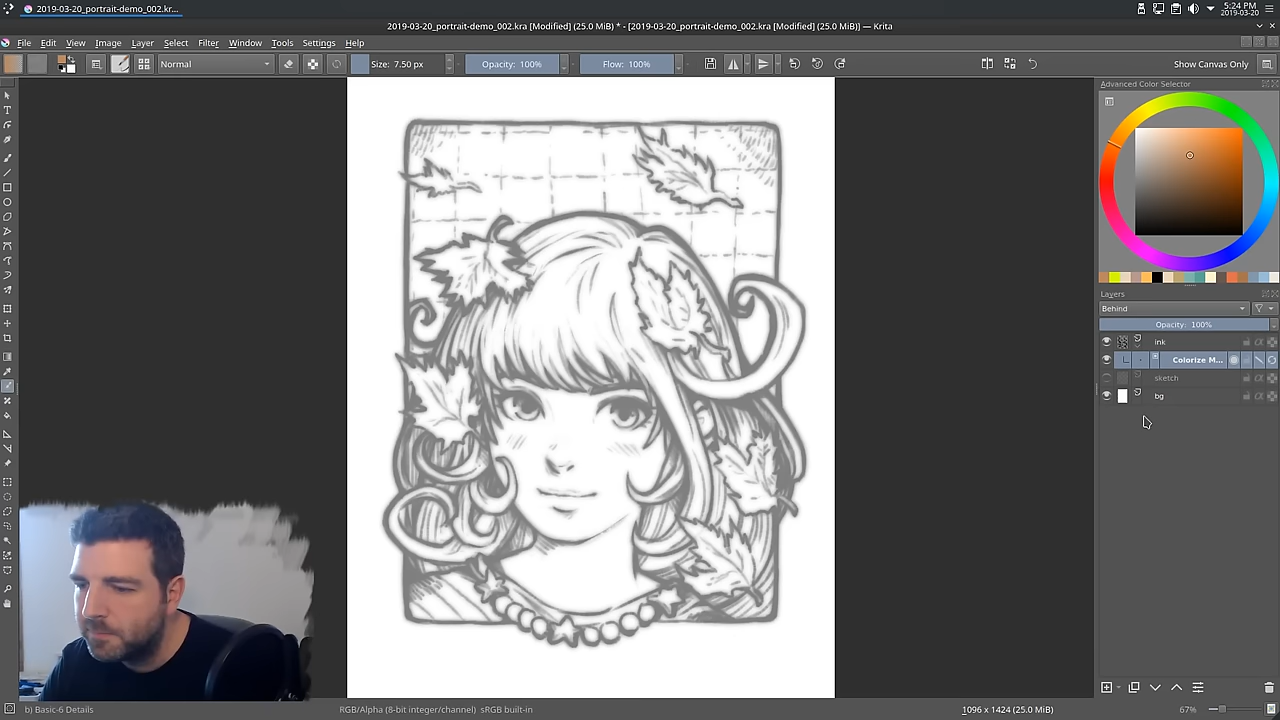 2019-03-20_portrait-demo_002.kr...
5:24 PM
2019-03-20
2019-03-20_portrait-demo_002.kra [Modified] (25.0 MiB) * - [2019-03-20_portrait-demo_002.kra [Modified] (25.0 MiB)] — Krita
File Edit View Image Layer Select Filter Window Tools Settings Help
Normal Size: 7.50 px Opacity: 100% Flow: 100% Show Canvas Only
Advanced Color Selector
Layers
Behind
Opacity: 100%
ink
Colorize M...
sketch
bg
b) Basic-6 Details RGB/Alpha (8-bit integer/channel) sRGB built-in 1096 x 1424 (25.0 MiB) 67%